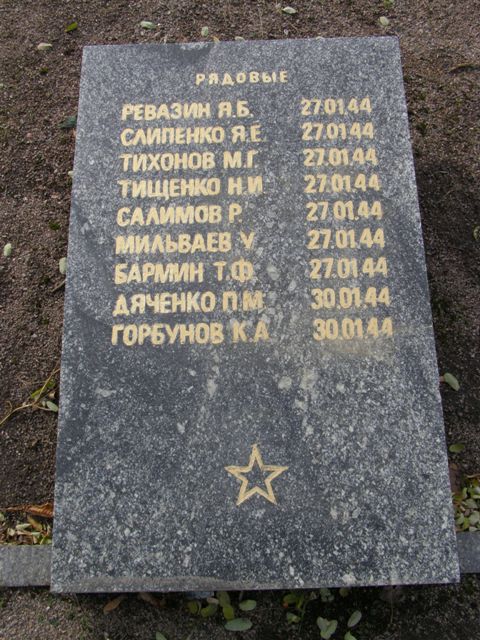 РЯДОВЫЕ
РЕВАЗИН Я.Б. 27.01.44
СЛИПЕНКО Я.Е. 27.01.44
ТИХОНОВ М.Г. 27.01.44
ТИЩЕНКО Н.И. 27.01.44
САЛИМОВ Р. 27.01.44
МИЛЬВАЕВ У. 27.01.44
БАРМИН Т.Ф. 27.01.44
ДЯЧЕНКО П.М. 30.01.44
ГОРБУНОВ К.А. 30.01.44